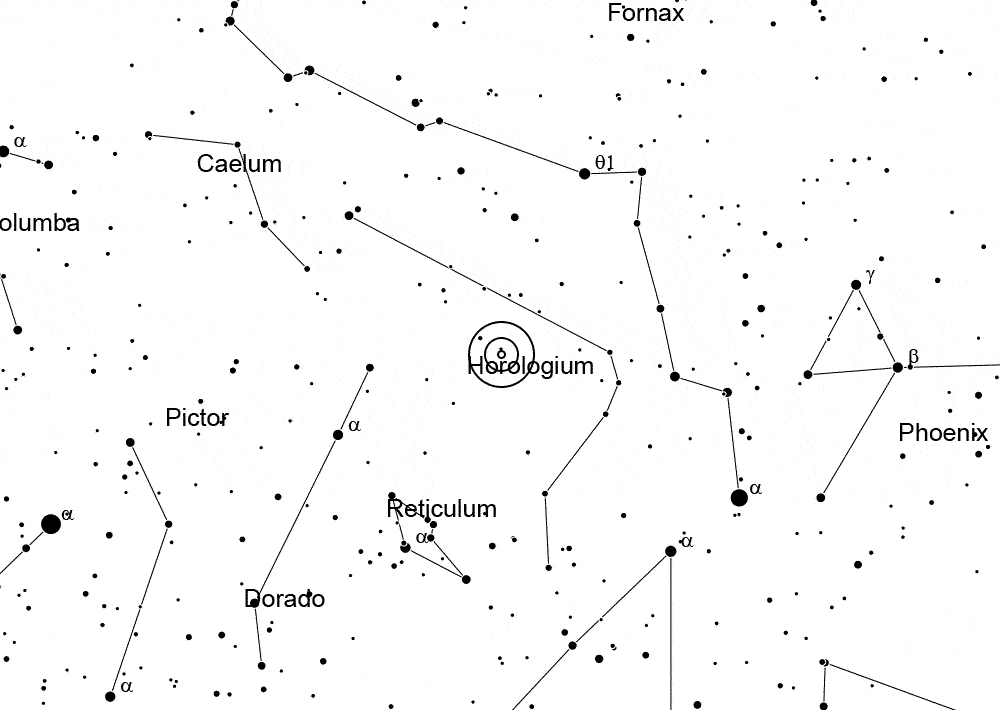 Fornax
α
θ1
Caelum
olumba
γ
β
Horologium
Pictor
α
Phoenix
α
Reticulum
α
α
α
Dorado
α